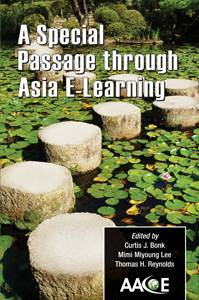 A Special
Passage through
Asia E-Learning
Edited by
Curtis J. Bonk
Mimi Miyoung Lee
Thomas H. Reynolds
AACE